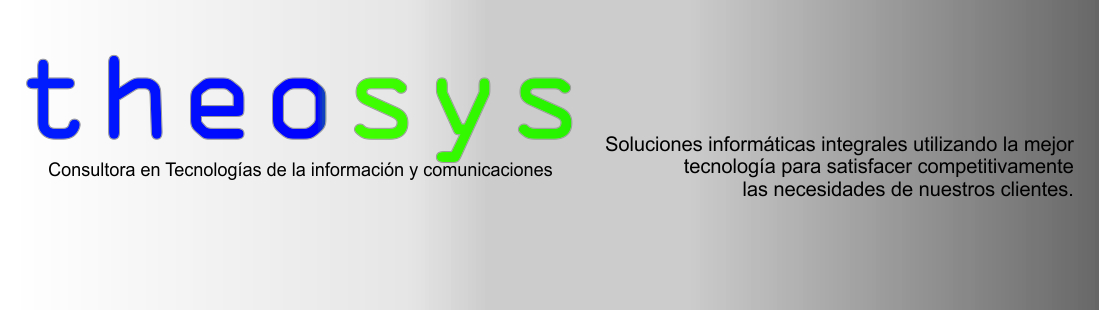 theosys
Consultora en Tecnologías de la información y comunicaciones
Soluciones informáticas integrales utilizando la mejor
tecnología para satisfacer competitivamente
las necesidades de nuestros clientes.